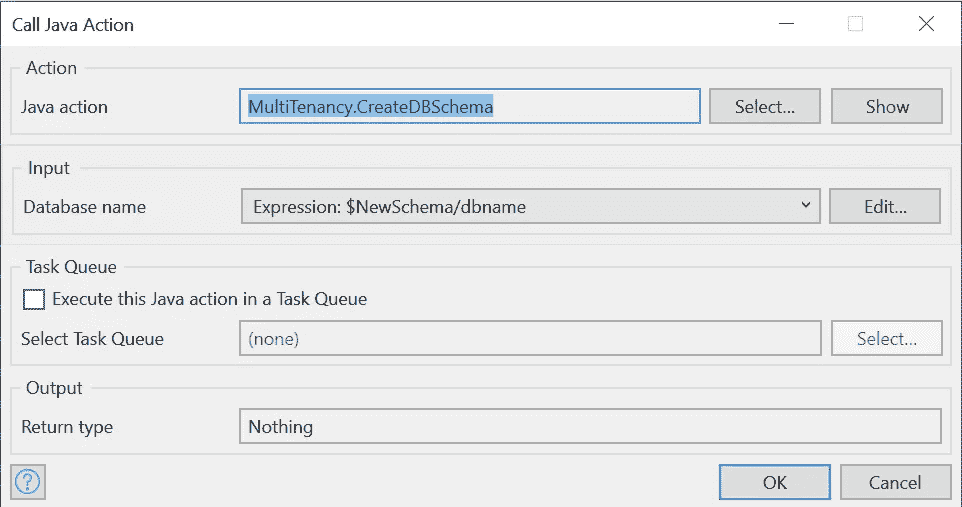 Call Java Action
Action
Java action MultiTenancy.CreateDBSchema Select... Show
Input
Database name Expression: $NewSchema/dbname Edit...
Task Queue
Execute this Java action in a Task Queue
Select Task Queue (none) Select...
Output
Return type Nothing
? OK Cancel